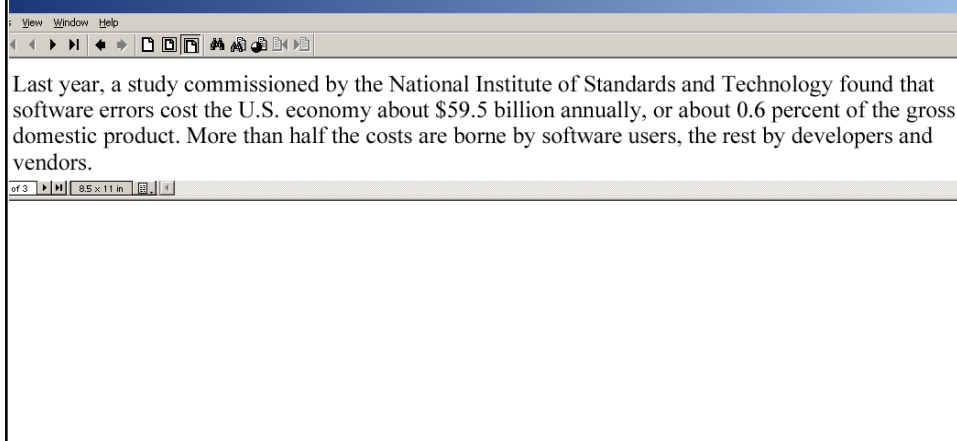 View Window Help
Last year, a study commissioned by the National Institute of Standards and Technology found that
software errors cost the U.S. economy about $59.5 billion annually, or about 0.6 percent of the gross
domestic product. More than half the costs are borne by software users, the rest by developers and
vendors.
of 3 8.5 x 11 in